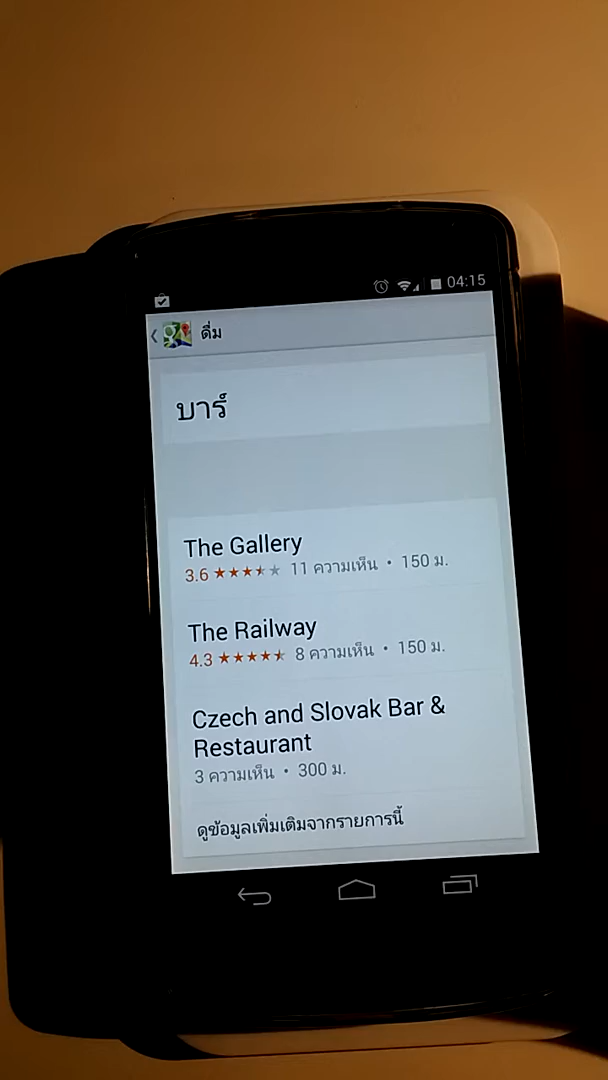 04:15
ดื่ม
บาร์
The Gallery
3.6 11 ความเห็น • 150 ม.
The Railway
4.3 8 ความเห็น • 150 ม.
Czech and Slovak Bar &
Restaurant
3 ความเห็น • 300 ม.
ดูข้อมูลเพิ่มเติมจากรายการนี้